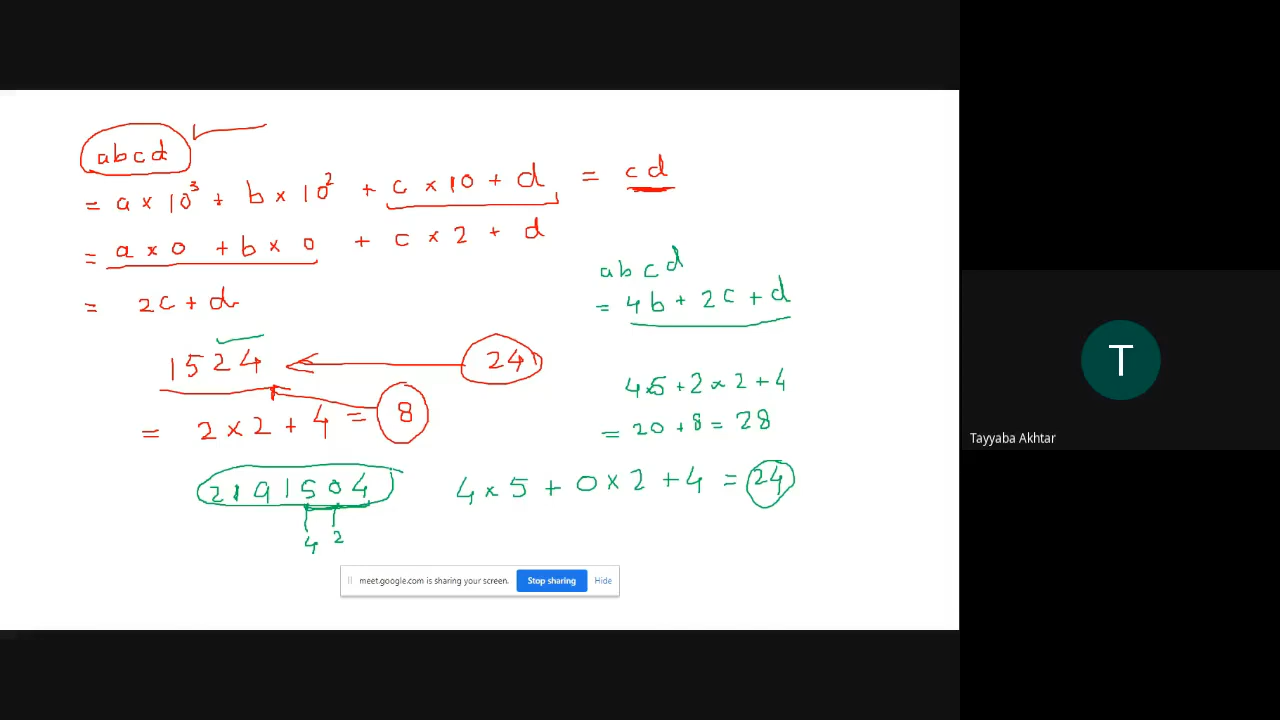 abcd
= a × 10³ + b × 10² + c × 10 + d = cd
= a × 0 + b × 0 + c × 2 + d
= 2c + d
abcd
= 4b + 2c + d
1524
24
= 2 × 2 + 4 = 8
4×5 + 2 × 2 + 4
= 20 + 8 = 28
2191504
4 2
4 × 5 + 0 × 2 + 4 = 24
meet.google.com is sharing your screen. Stop sharing Hide
T
Tayyaba Akhtar